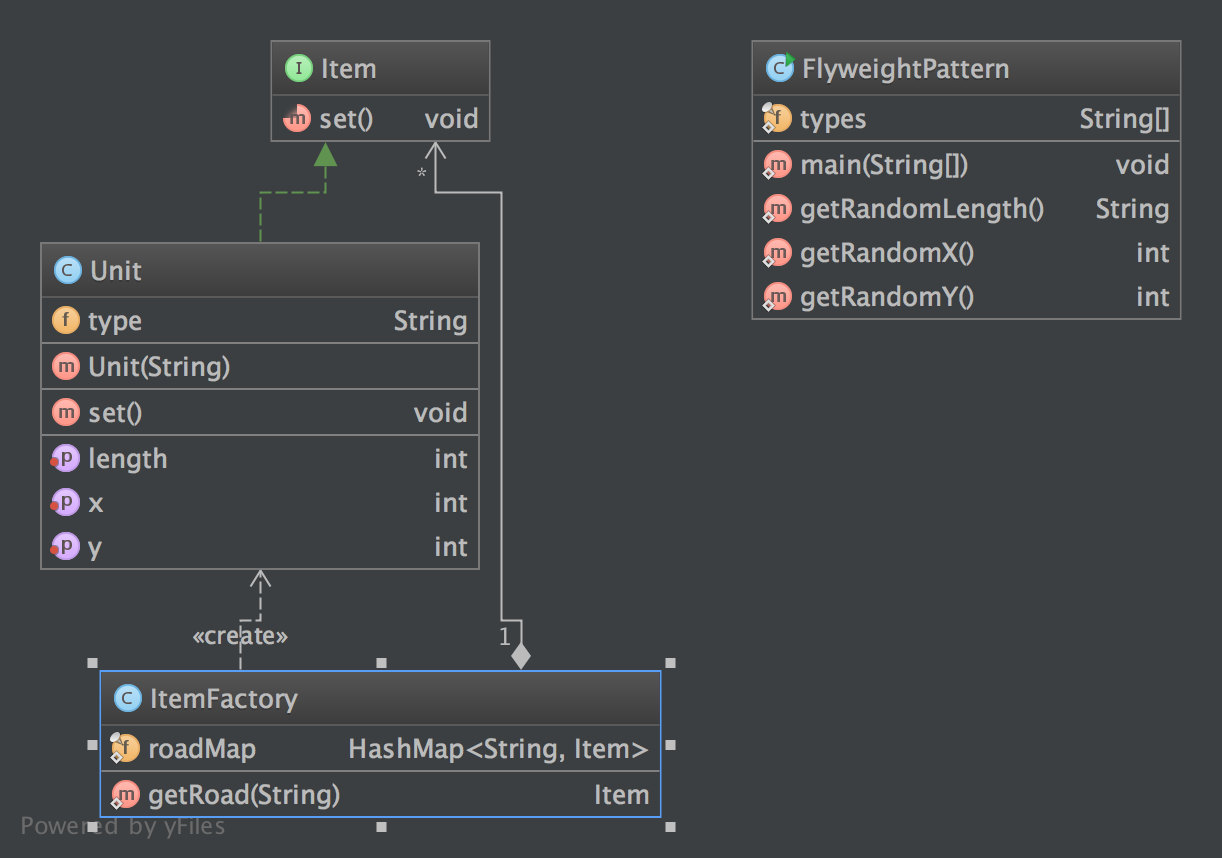 I Item
m set() void
*
C Unit
f type String
m Unit(String)
m set() void
p length int
p x int
p y int
«create»
1
C ItemFactory
f roadMap HashMap<String, Item>
m getRoad(String) Item
Powered by yFiles
C FlyweightPattern
f types String[]
m main(String[]) void
m getRandomLength() String
m getRandomX() int
m getRandomY() int